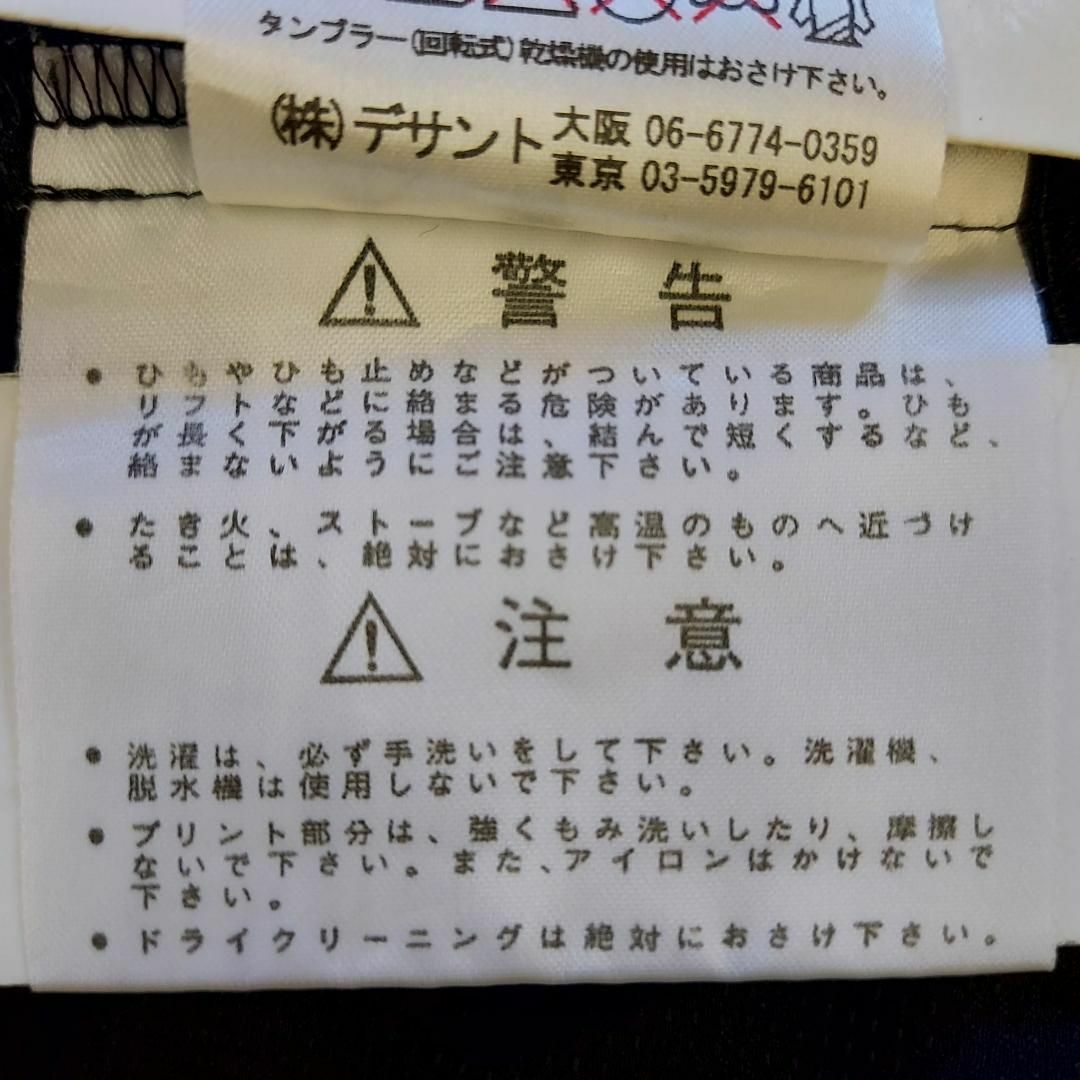 タンブラー(回転式)乾燥機の使用はおさけ下さい。
(株)デサント 大阪 06-6774-0359
東京 03-5979-6101
警告
• ひもやひも止めなどがついている商品は、
リフトなどに絡まる危険があります。ひも
が長く下がる場合は、結んで短くするなど、
絡まないようにご注意下さい。
• たき火、ストーブなど高温のものへ近づけ
ることは、絶対におさけ下さい。
注意
• 洗濯は、必ず手洗いをして下さい。洗濯機、
脱水機は使用しないで下さい。
• プリント部分は、強くもみ洗いしたり、摩擦し
ないで下さい。また、アイロンはかけないで
下さい。
• ドライクリーニングは絶対におさけ下さい。